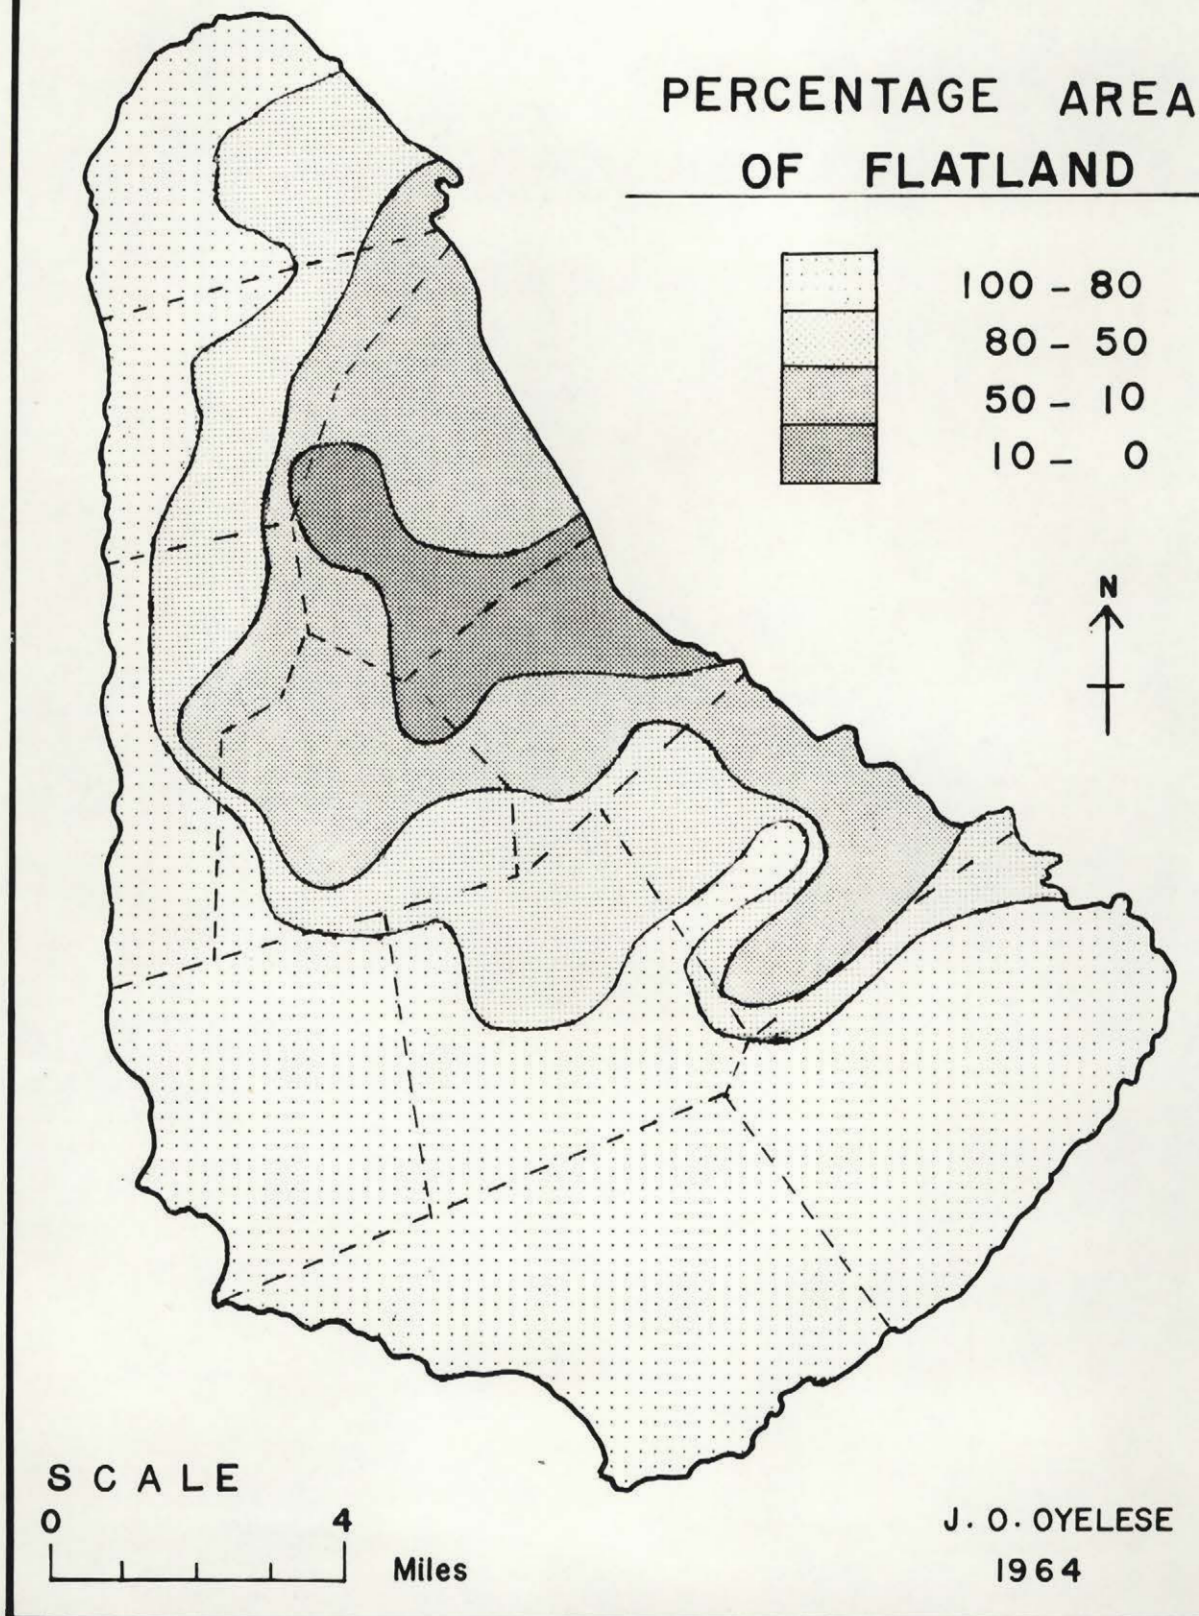 PERCENTAGE AREA
OF FLATLAND
100 - 80
80 - 50
50 - 10
10 - 0
N
SCALE
0 4
Miles
J. O. OYELESE
1964